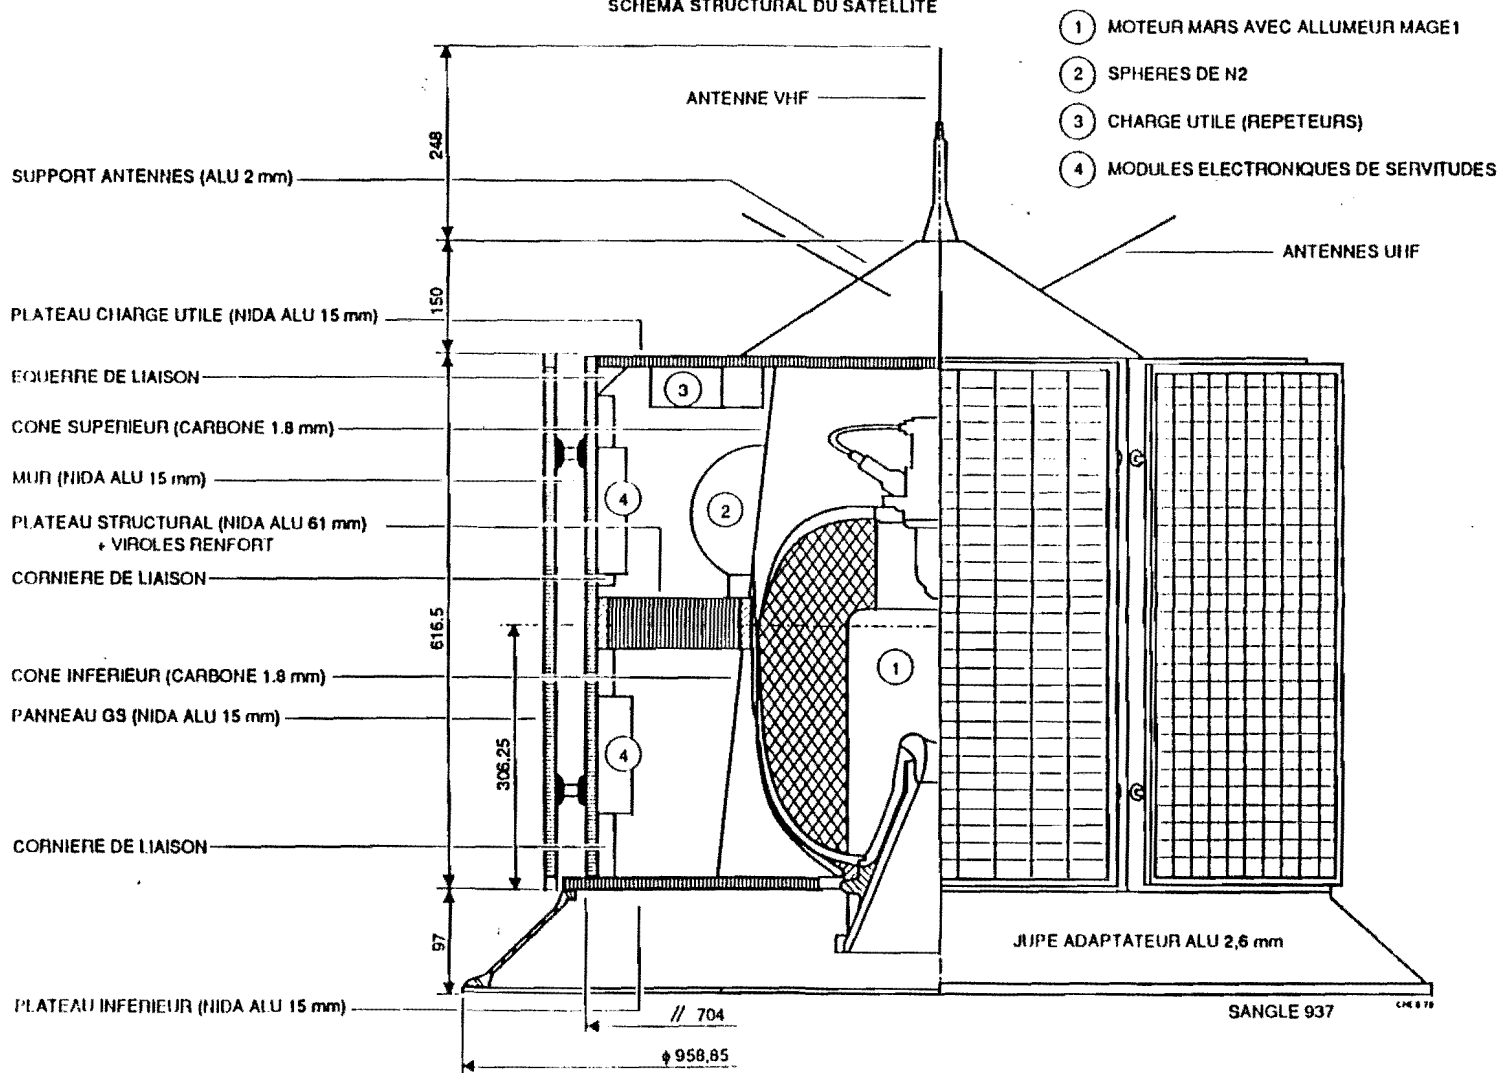 SCHEMA STRUCTURAL DU SATELLITE
1 MOTEUR MARS AVEC ALLUMEUR MAGE1
2 SPHERES DE N2
3 CHARGE UTILE (REPETEURS)
4 MODULES ELECTRONIQUES DE SERVITUDES
ANTENNE VHF
248
SUPPORT ANTENNES (ALU 2 mm)
ANTENNES UHF
150
PLATEAU CHARGE UTILE (NIDA ALU 15 mm)
EQUERRE DE LIAISON
3
CONE SUPERIEUR (CARBONE 1.8 mm)
MUR (NIDA ALU 15 mm)
4
2
PLATEAU STRUCTURAL (NIDA ALU 61 mm)
+ VIROLES RENFORT
CORNIERE DE LIAISON
616.5
CONE INFERIEUR (CARBONE 1.8 mm)
1
PANNEAU GS (NIDA ALU 15 mm)
4
306.25
CORNIERE DE LIAISON
97
JUPE ADAPTATEUR ALU 2,6 mm
PLATEAU INFERIEUR (NIDA ALU 15 mm)
// 704
SANGLE 937
ϕ 958,85